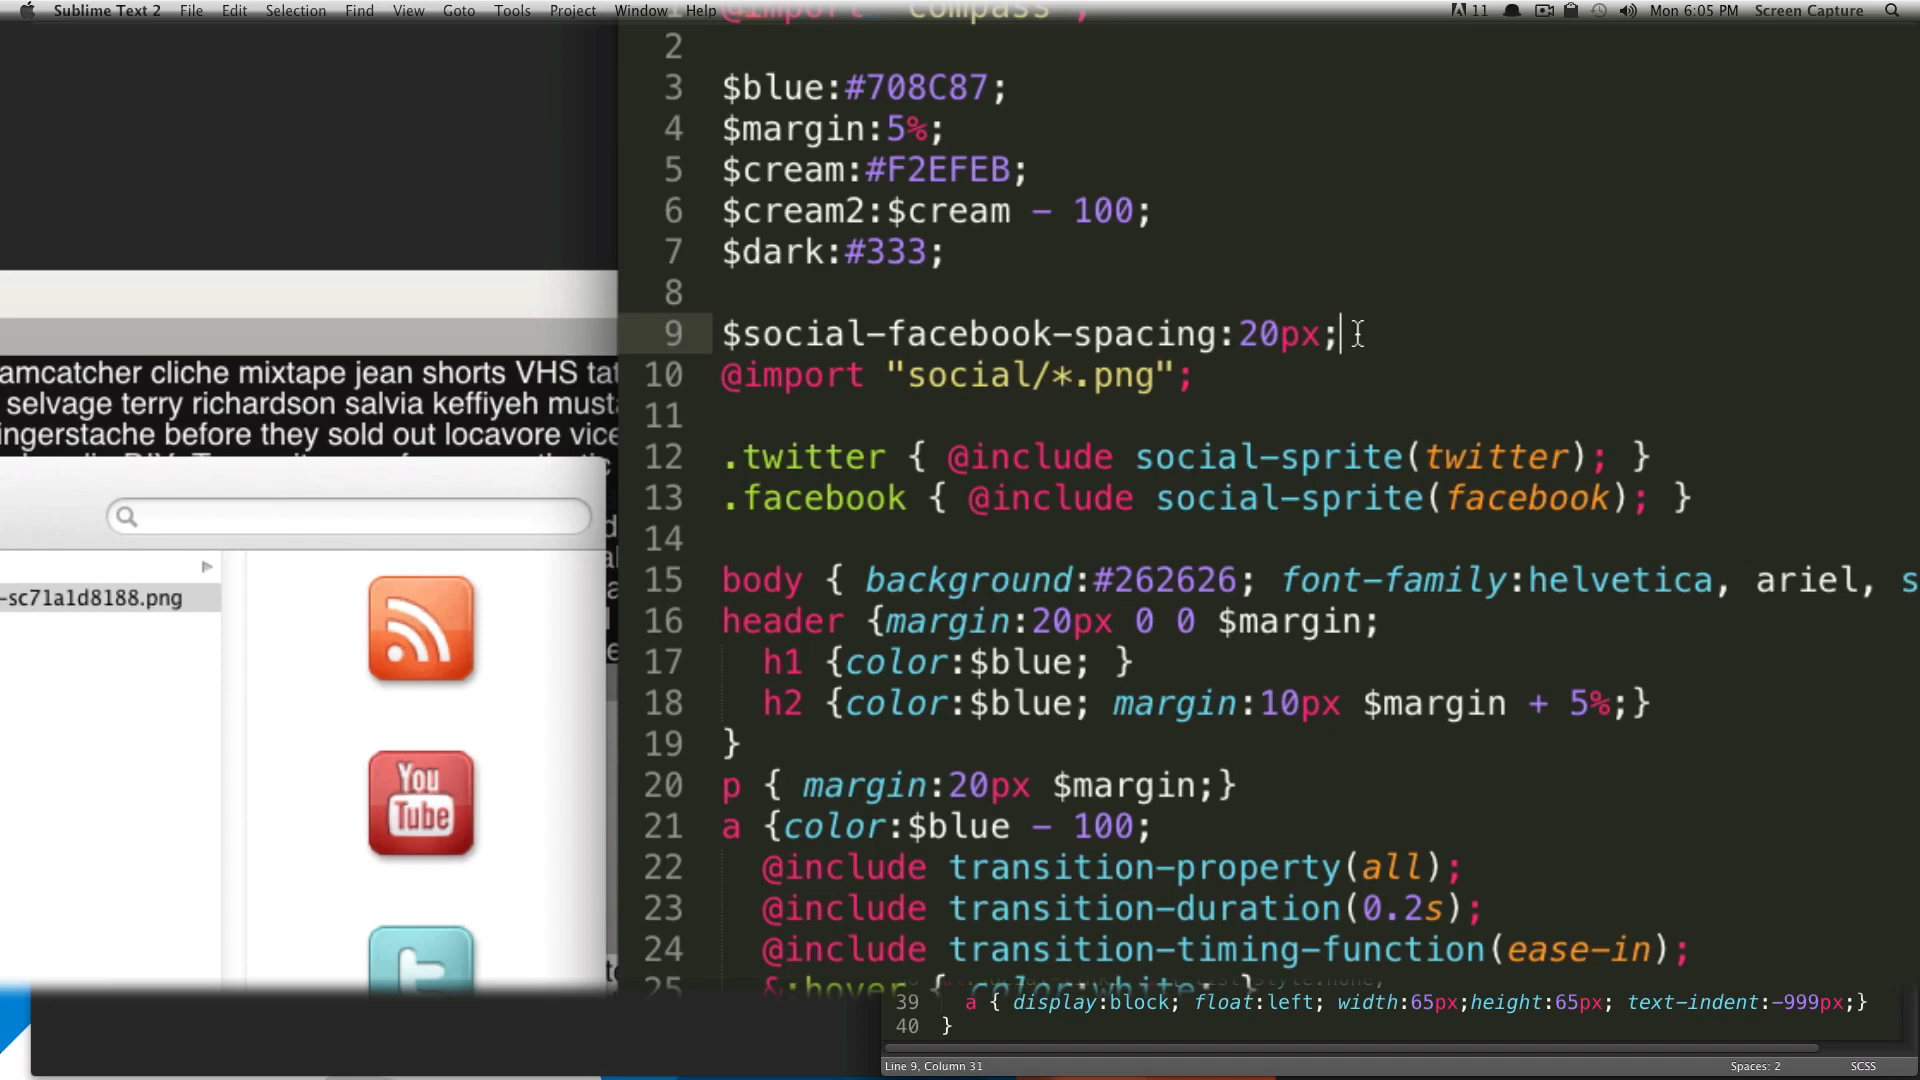 Sublime Text 2 File Edit Selection Find View Goto Tools Project Window Help 11 Mon 6:05 PM Screen Capture
1 @import "compass";
2
3 $blue:#708C87;
4 $margin:5%;
5 $cream:#F2EFEB;
6 $cream2:$cream - 100;
7 $dark:#333;
8
9 $social-facebook-spacing:20px;
10 @import "social/*.png";
11
12 .twitter { @include social-sprite(twitter); }
13 .facebook { @include social-sprite(facebook); }
14
15 body { background:#262626; font-family:helvetica, ariel, s
16 header {margin:20px 0 0 $margin;
17 h1 {color:$blue; }
18 h2 {color:$blue; margin:10px $margin + 5%;}
19 }
20 p { margin:20px $margin;}
21 a {color:$blue - 100;
22 @include transition-property(all);
23 @include transition-duration(0.2s);
24 @include transition-timing-function(ease-in);
25 &:hover { color:white; }
39 a { display:block; float:left; width:65px;height:65px; text-indent:-999px;}
40 }
Line 9, Column 31 Spaces: 2 SCSS
amcatcher cliche mixtape jean shorts VHS tat
selvage terry richardson salvia keffiyeh musta
ingerstache before they sold out locavore vice
-sc71a1d8188.png
You
Tube
t